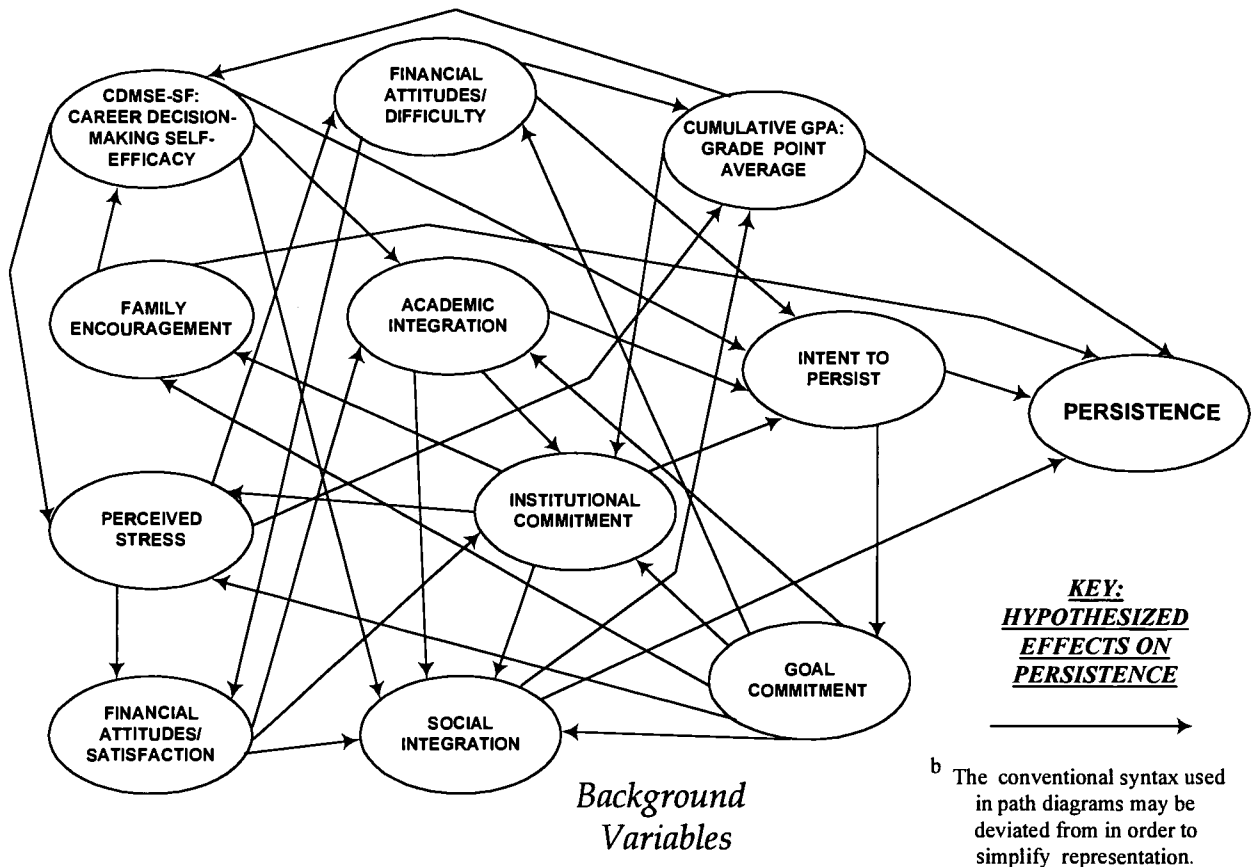 CDMSE-SF:
CAREER DECISION-
MAKING SELF-
EFFICACY
FINANCIAL
ATTITUDES/
DIFFICULTY
CUMULATIVE GPA:
GRADE POINT
AVERAGE
FAMILY
ENCOURAGEMENT
ACADEMIC
INTEGRATION
INTENT TO
PERSIST
PERSISTENCE
PERCEIVED
STRESS
INSTITUTIONAL
COMMITMENT
GOAL
COMMITMENT
FINANCIAL
ATTITUDES/
SATISFACTION
SOCIAL
INTEGRATION
Background
Variables
KEY:
HYPOTHESIZED
EFFECTS ON
PERSISTENCE
b The conventional syntax used
in path diagrams may be
deviated from in order to
simplify representation.